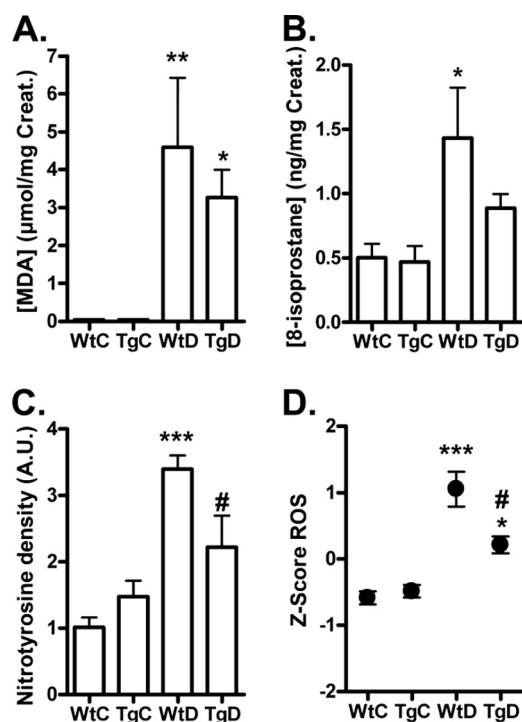 A.
[MDA] (µmol/mg Creat.)
7
6
5
4
3
2
1
0
**
*
WtC TgC WtD TgD
B.
[8-isoprostane] (ng/mg Creat.)
2.0
1.5
1.0
0.5
0.0
*
WtC TgC WtD TgD
C.
Nitrotyrosine density (A.U.)
4
3
2
1
0
***
#
WtC TgC WtD TgD
D.
Z-Score ROS
2
1
0
-1
-2
***
#
*
WtC TgC WtD TgD